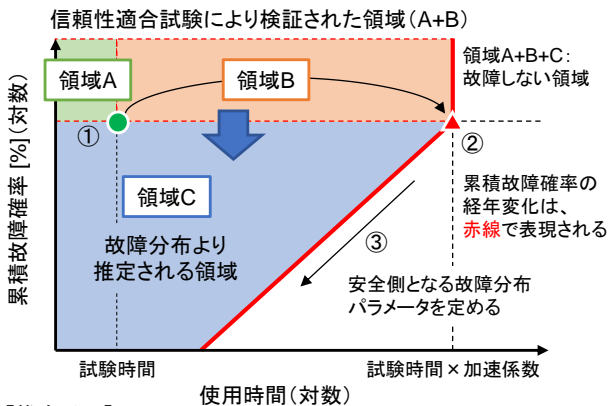 信頼性適合試験により検証された領域(A+B)
領域A
領域B
領域A+B+C:
故障しない領域
①
②
領域C
故障分布より
推定される領域
③
累積故障確率の
経年変化は、
赤線で表現される
安全側となる故障分布
パラメータを定める
累積故障確率 [%](対数)
試験時間
試験時間×加速係数
使用時間(対数)